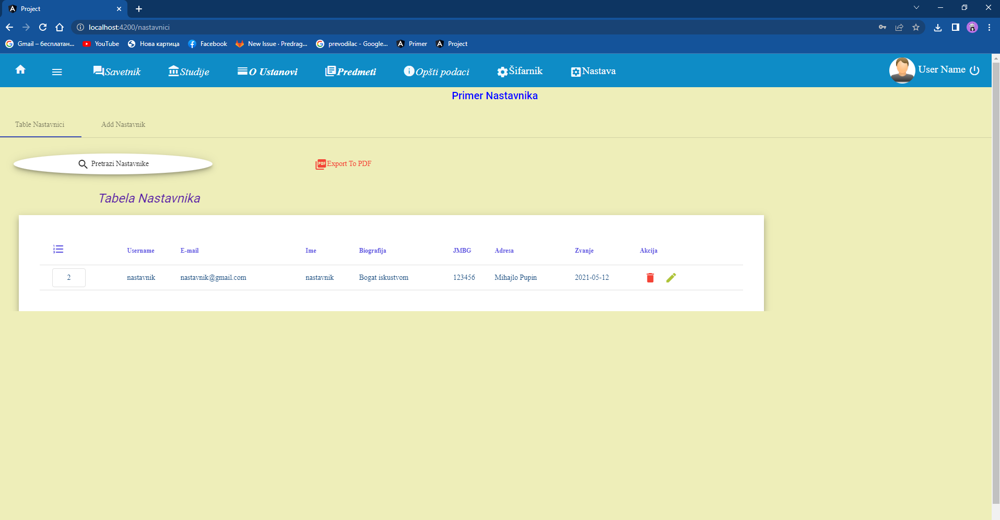 Project
localhost:4200/nastavnici
Gmail – бесплатан... YouTube Нова картица Facebook New Issue · Predrag... prevodilac - Google... Primer Project
Savetnik Studije O Ustanovi Predmeti Opšti podaci Šifarnik Nastava User Name
Primer Nastavnika
Table Nastavnici Add Nastavnik
Pretrazi Nastavnike PDF Export To PDF
Tabela Nastavnika
Username E-mail Ime Biografija JMBG Adresa Zvanje Akcija
2 nastavnik nastavnik@gmail.com nastavnik Bogat iskustvom 123456 Mihajlo Pupin 2021-05-12